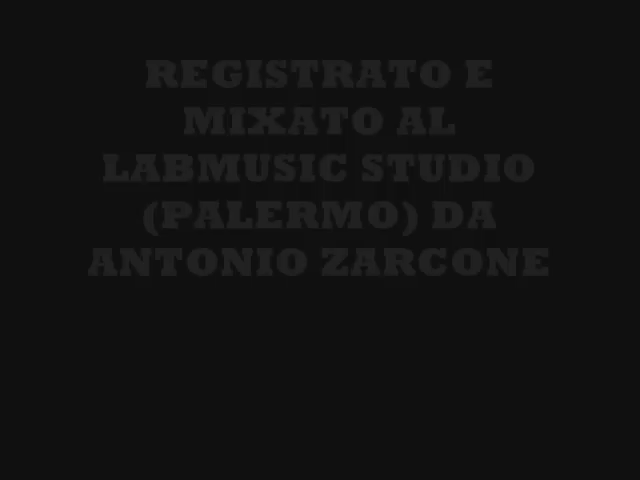 REGISTRATO E
MIXATO AL
LABMUSIC STUDIO
(PALERMO) DA
ANTONIO ZARCONE